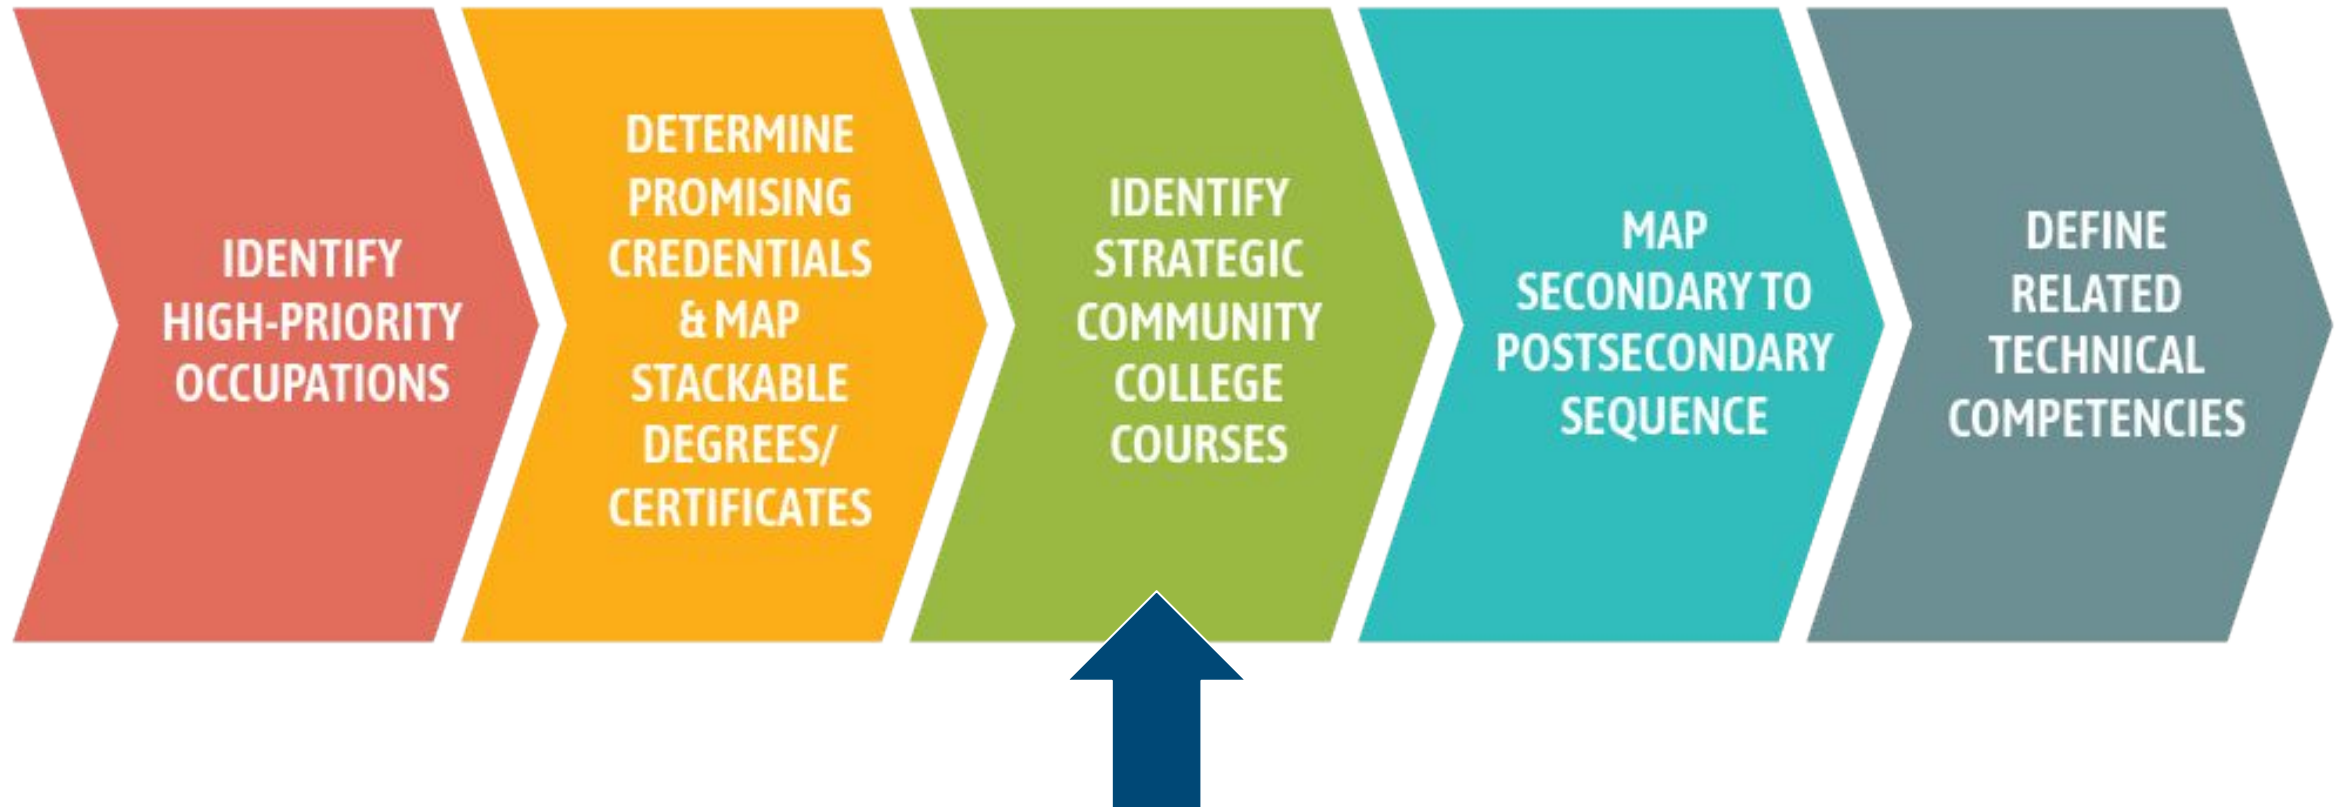 IDENTIFY
HIGH-PRIORITY
OCCUPATIONS
DETERMINE
PROMISING
CREDENTIALS
& MAP
STACKABLE
DEGREES/
CERTIFICATES
IDENTIFY
STRATEGIC
COMMUNITY
COLLEGE
COURSES
MAP
SECONDARY TO
POSTSECONDARY
SEQUENCE
DEFINE
RELATED
TECHNICAL
COMPETENCIES